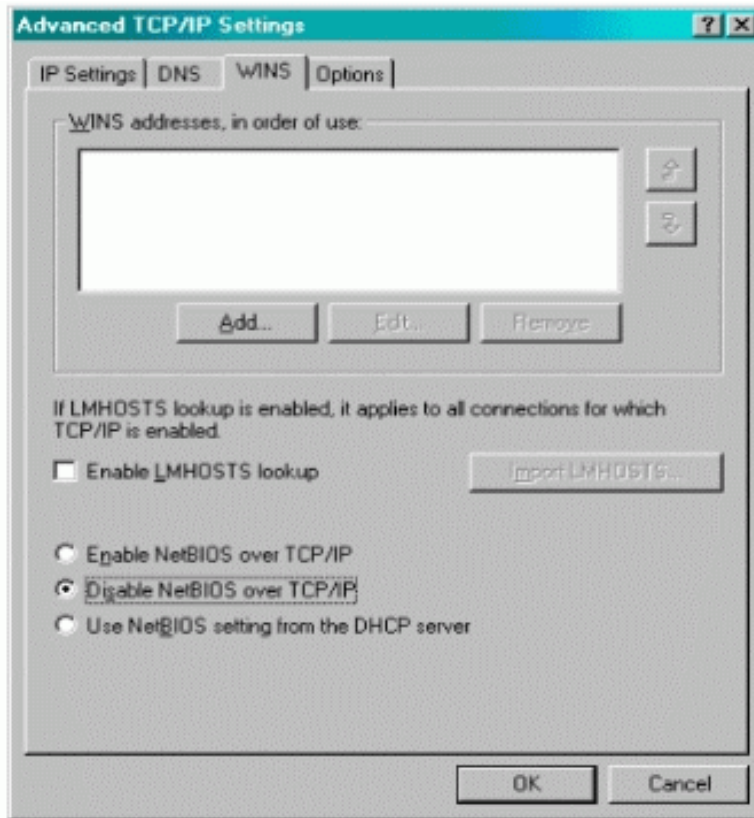 Advanced TCP/IP Settings
IP Settings DNS WINS Options
WINS addresses, in order of use:
Add... Edit... Remove
If LMHOSTS lookup is enabled, it applies to all connections for which
TCP/IP is enabled.
Enable LMHOSTS lookup
Import LMHOSTS...
Enable NetBIOS over TCP/IP
Disable NetBIOS over TCP/IP
Use NetBIOS setting from the DHCP server
OK Cancel